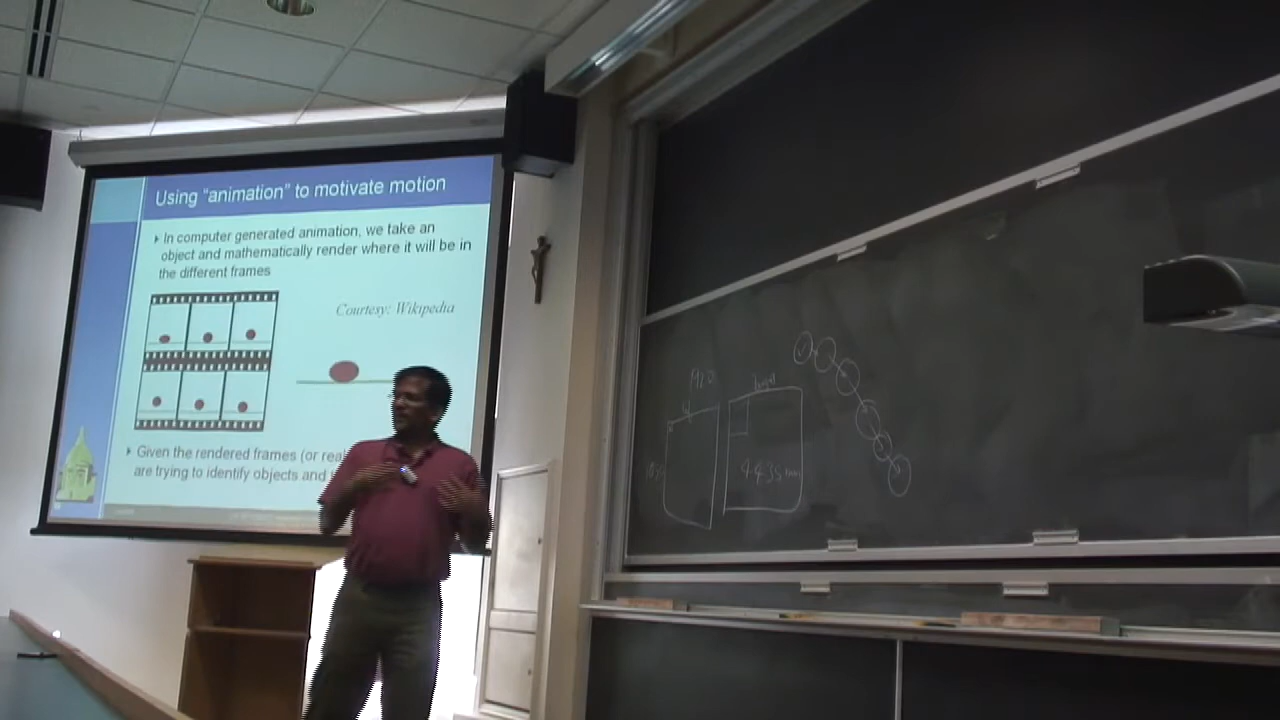 Using “animation” to motivate motion
In computer generated animation, we take an
object and mathematically render where it will be in
the different frames
Courtesy: Wikipedia
Given the rendered frames (or real
are trying to identify objects and
44.35